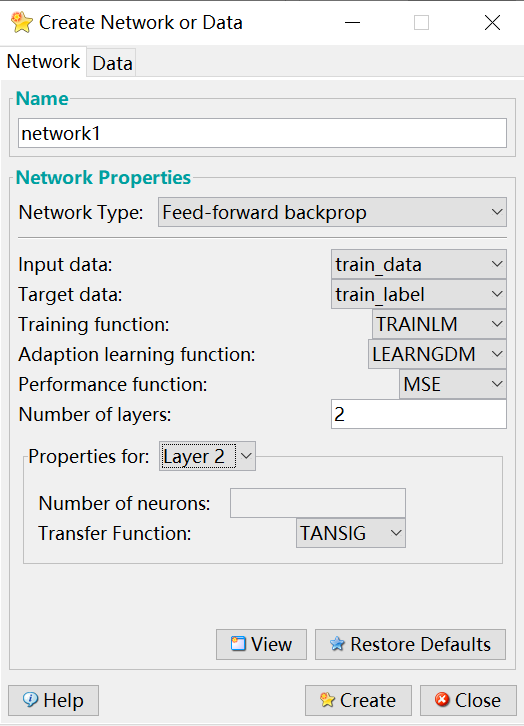 Create Network or Data
Network Data
Name
network1
Network Properties
Network Type: Feed-forward backprop
Input data: train_data
Target data: train_label
Training function: TRAINLM
Adaption learning function: LEARNGDM
Performance function: MSE
Number of layers: 2
Properties for: Layer 2
Number of neurons:
Transfer Function: TANSIG
View Restore Defaults
Help Create Close